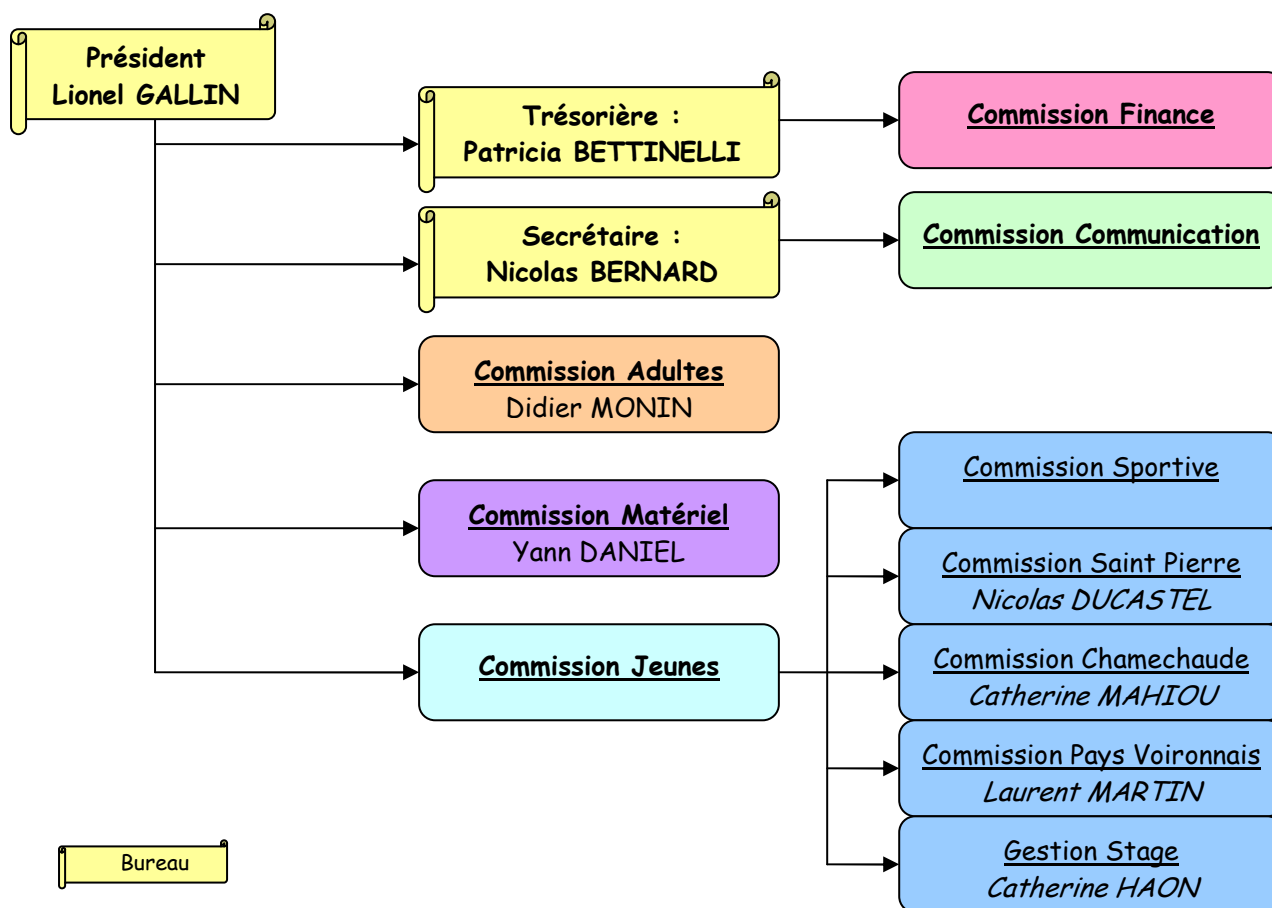 Président
Lionel GALLIN
Trésorière :
Patricia BETTINELLI
Commission Finance
Secrétaire :
Nicolas BERNARD
Commission Communication
Commission Adultes
Didier MONIN
Commission Matériel
Yann DANIEL
Commission Jeunes
Commission Sportive
Commission Saint Pierre
Nicolas DUCASTEL
Commission Chamechaude
Catherine MAHIOU
Commission Pays Voironnais
Laurent MARTIN
Gestion Stage
Catherine HAON
Bureau